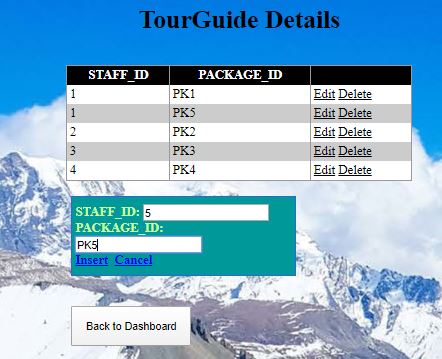 TourGuide Details
STAFF_ID PACKAGE_ID
1 PK1 Edit Delete
1 PK5 Edit Delete
2 PK2 Edit Delete
3 PK3 Edit Delete
4 PK4 Edit Delete
STAFF_ID: 5
PACKAGE_ID:
PK5
Insert Cancel
Back to Dashboard